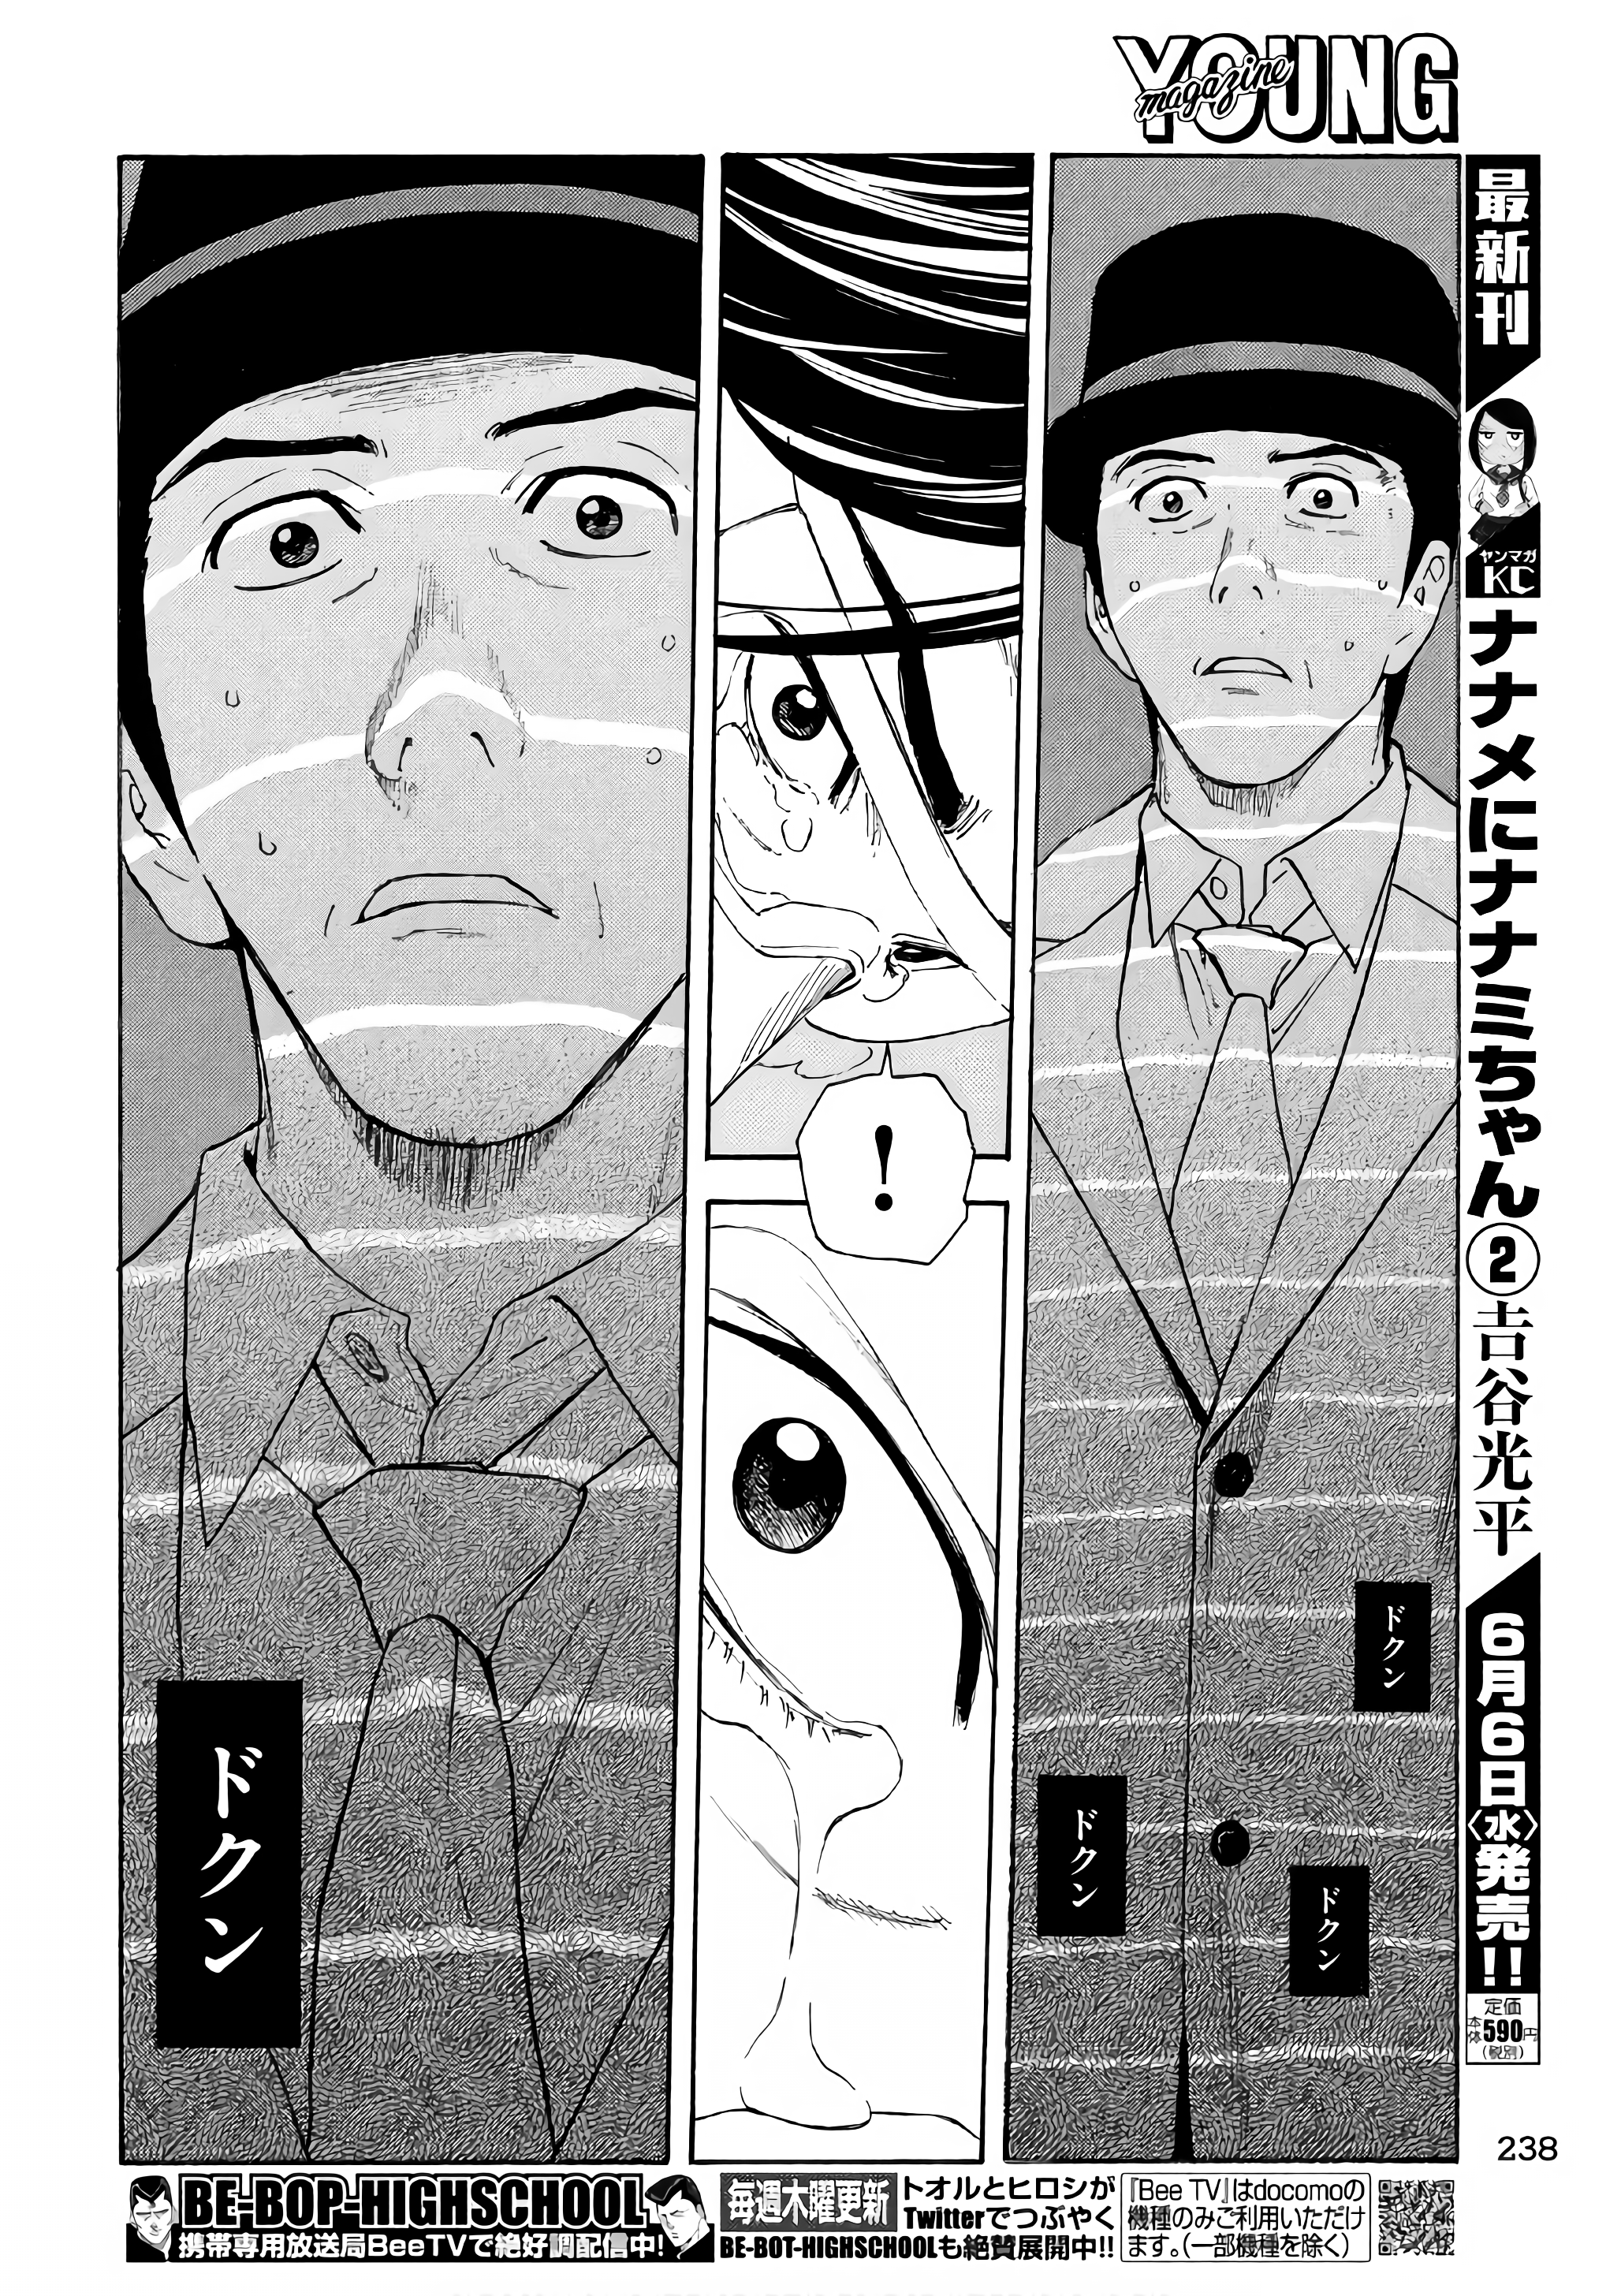 YOUNG
magazine
最新刊
ヤンマガ
KC
ナナメにナナミちゃん②
吉谷光平
6月6日〈水〉発売!!
定価
本体590円
(税別)
!
ドクン
ドクン
ドクン
ドクン
238
BE-BOP-HIGHSCHOOL
携帯専用放送局BeeTVで絶好調配信中!
毎週木曜更新
トオルとヒロシが
Twitterでつぶやく
BE-BOT-HIGHSCHOOLも絶賛展開中!!
『Bee TV』はdocomoの
機種のみご利用いただけ
ます。(一部機種を除く)